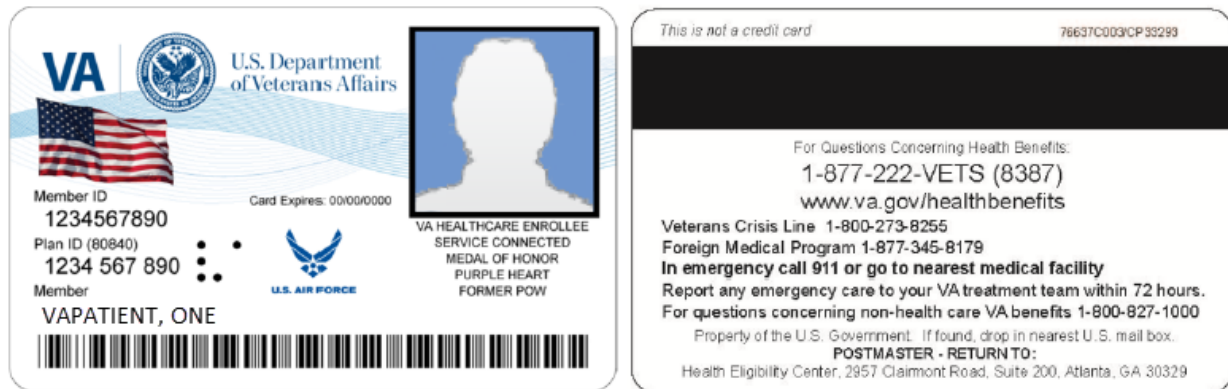 VA
U.S. Department
of Veterans Affairs
Member ID
1234567890
Card Expires: 00/00/0000
Plan ID (80840)
1234 567 890
Member
VAPATIENT, ONE
U.S. AIR FORCE
VA HEALTHCARE ENROLLEE
SERVICE CONNECTED
MEDAL OF HONOR
PURPLE HEART
FORMER POW
This is not a credit card
76637C003/CP33293
For Questions Concerning Health Benefits:
1-877-222-VETS (8387)
www.va.gov/healthbenefits
Veterans Crisis Line 1-800-273-8255
Foreign Medical Program 1-877-345-8179
In emergency call 911 or go to nearest medical facility
Report any emergency care to your VA treatment team within 72 hours.
For questions concerning non-health care VA benefits 1-800-827-1000
Property of the U.S. Government. If found, drop in nearest U.S. mail box.
POSTMASTER - RETURN TO:
Health Eligibility Center, 2957 Clairmont Road, Suite 200, Atlanta, GA 30329